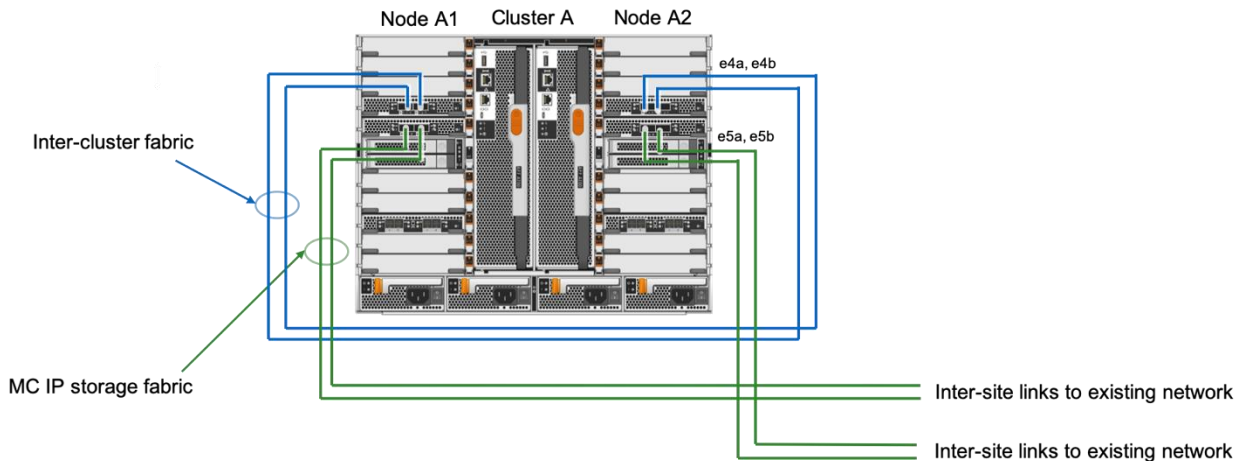 Node A1
Cluster A
Node A2
e4a, e4b
e5a, e5b
Inter-cluster fabric
MC IP storage fabric
Inter-site links to existing network
Inter-site links to existing network